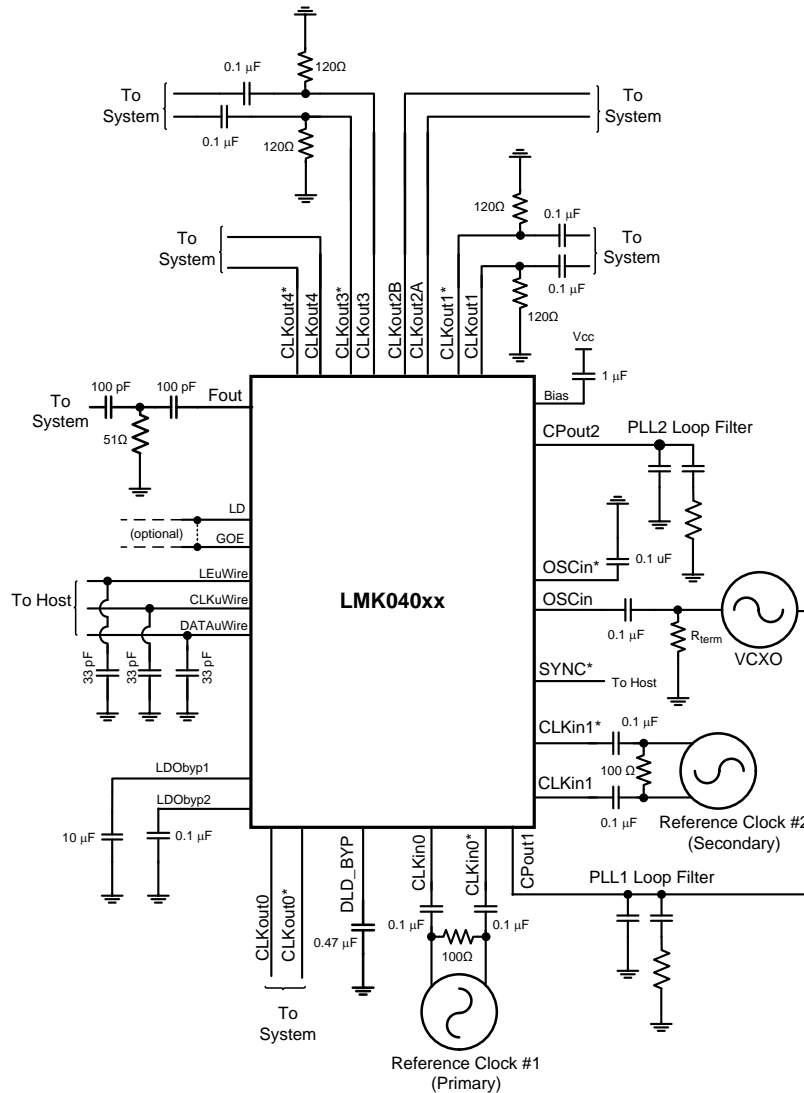 0.1 µF
120Ω
To
System
0.1 µF
120Ω
To
System
To
System
CLKout4*
CLKout4
CLKout3*
CLKout3
CLKout2B
CLKout2A
CLKout1*
CLKout1
120Ω
0.1 µF
To
System
0.1 µF
120Ω
Vcc
1 µF
Bias
100 pF
100 pF
Fout
To
System
51Ω
CPout2
PLL2 Loop Filter
LD
(optional)
GOE
LEuWire
To Host
CLKuWire
DATAuWire
33 pF
33 pF
33 pF
LMK040xx
OSCin*
0.1 uF
OSCin
0.1 µF
Rterm
VCXO
SYNC*
To Host
CLKin1*
0.1 µF
100 Ω
CLKin1
0.1 µF
Reference Clock #2
(Secondary)
LDObyp1
LDObyp2
10 µF
0.1 µF
CLKout0
CLKout0*
DLD_BYP
CLKin0
CLKin0*
CPout1
PLL1 Loop Filter
0.47 µF
0.1 µF
0.1 µF
100Ω
To
System
Reference Clock #1
(Primary)